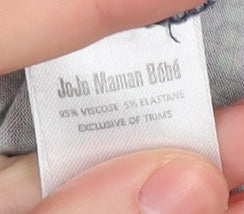 JoJo Maman Bébé
95% VISCOSE 5% ELASTANE
EXCLUSIVE OF TRIMS